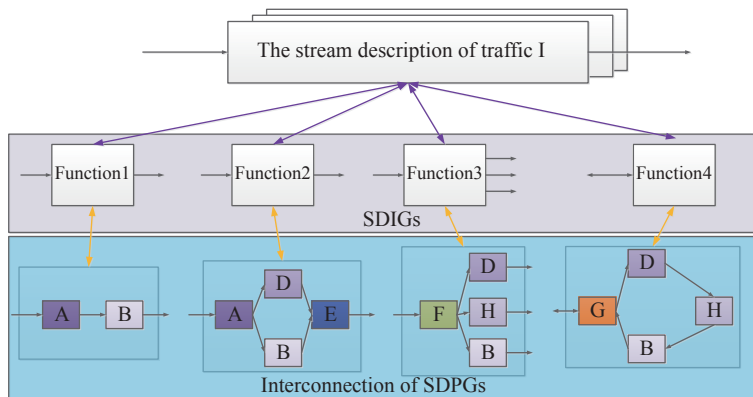 The stream description of traffic I
Function1 Function2 Function3 Function4
SDIGs
D D D
A B A E F H G H
B B B
Interconnection of SDPGs